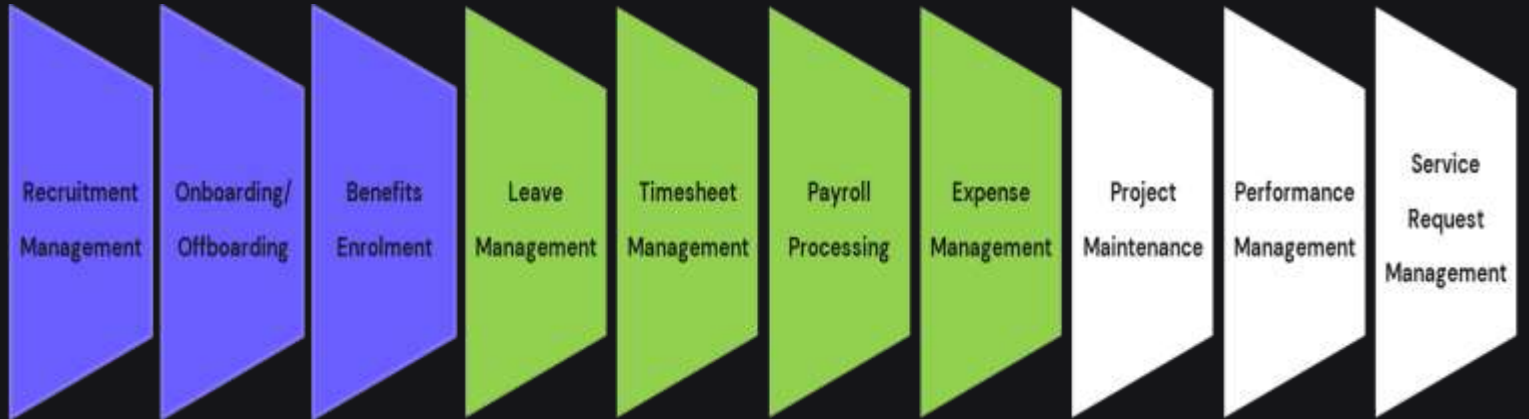 Recruitment
Management
Onboarding/
Offboarding
Benefits
Enrolment
Leave
Management
Timesheet
Management
Payroll
Processing
Expense
Management
Project
Maintenance
Performance
Management
Service
Request
Management